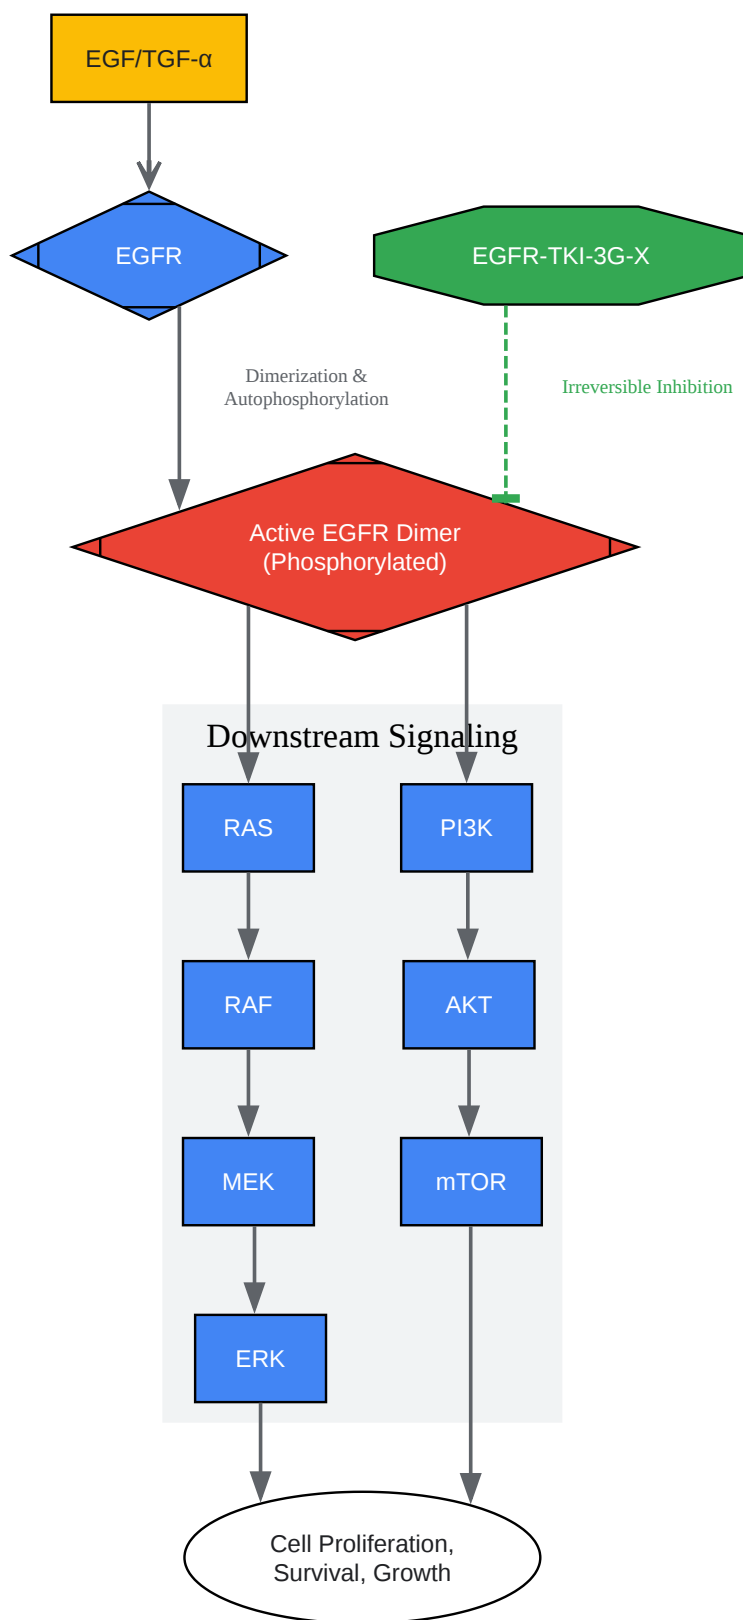 EGF/TGF-α
EGFR
EGFR-TKI-3G-X
Dimerization &
Autophosphorylation
Irreversible Inhibition
Active EGFR Dimer
(Phosphorylated)
Downstream Signaling
RAS
PI3K
RAF
AKT
MEK
mTOR
ERK
Cell Proliferation,
Survival, Growth